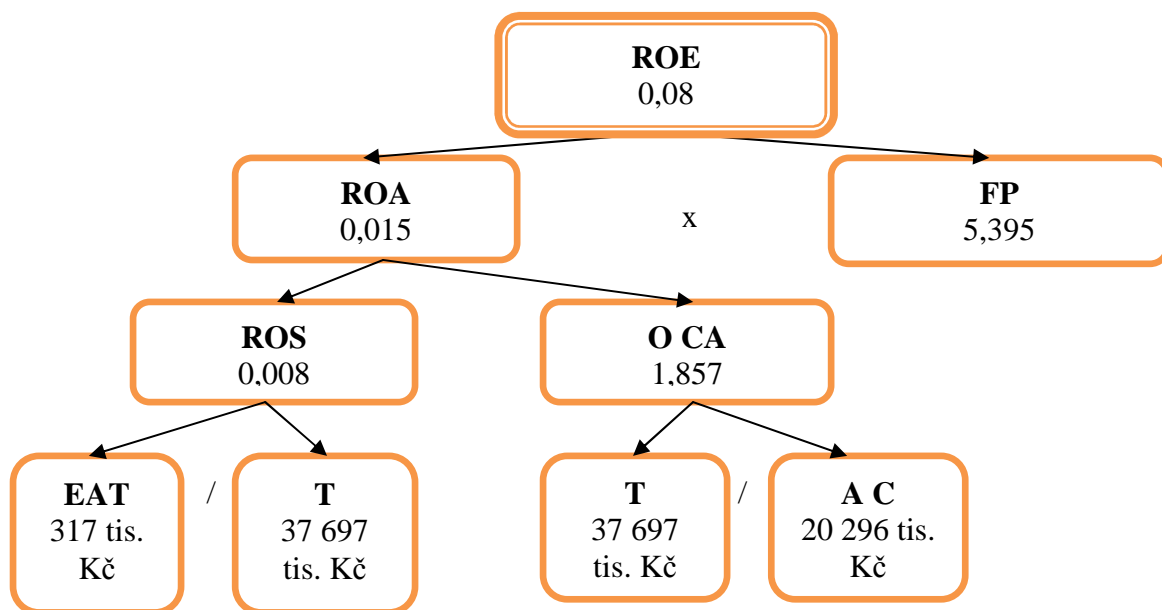 ROE
0,08
ROA
0,015
x
FP
5,395
ROS
0,008
O CA
1,857
EAT
317 tis.
Kč
/
T
37 697
tis. Kč
T
37 697
tis. Kč
/
A C
20 296 tis.
Kč